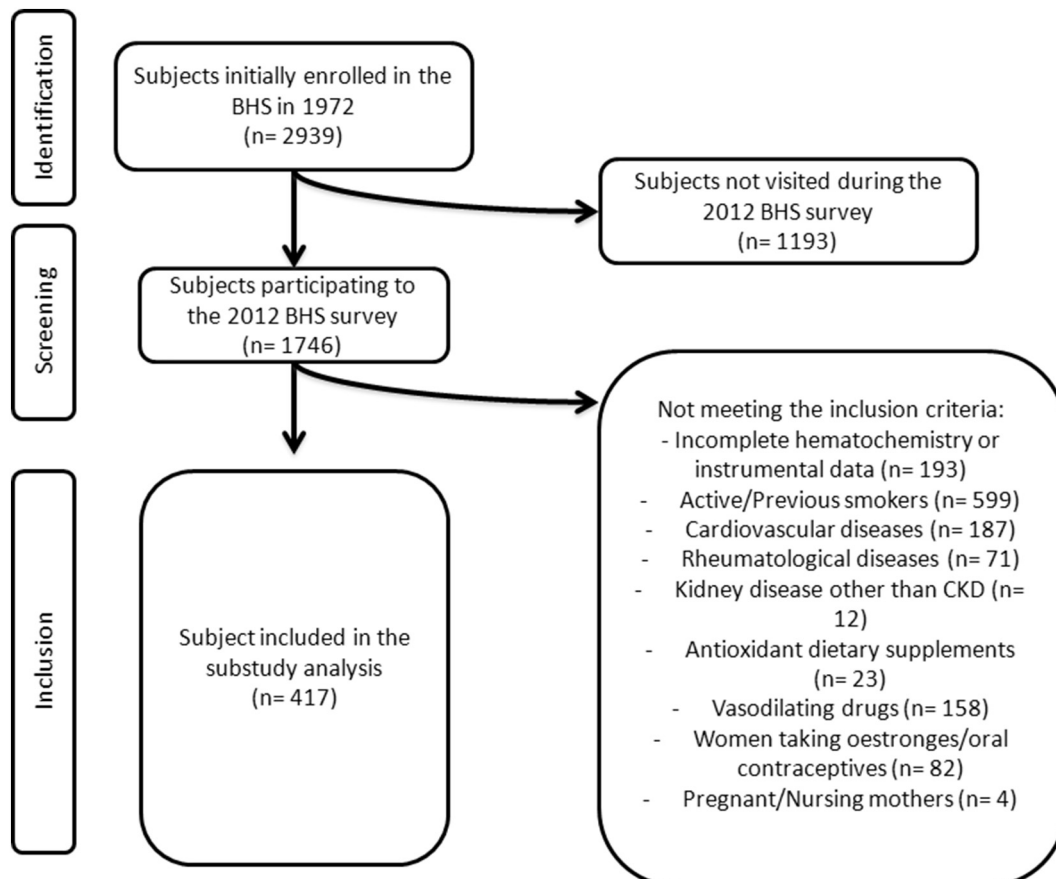 Identification
Subjects initially enrolled in the
BHS in 1972
(n= 2939)
Subjects not visited during the
2012 BHS survey
(n= 1193)
Screening
Subjects participating to
the 2012 BHS survey
(n= 1746)
Inclusion
Subject included in the
substudy analysis
(n= 417)
Not meeting the inclusion criteria:
- Incomplete hematochemistry or
instrumental data (n= 193)
- Active/Previous smokers (n= 599)
- Cardiovascular diseases (n= 187)
- Rheumatological diseases (n= 71)
- Kidney disease other than CKD (n=
12)
- Antioxidant dietary supplements
(n= 23)
- Vasodilating drugs (n= 158)
- Women taking oestronges/oral
contraceptives (n= 82)
- Pregnant/Nursing mothers (n= 4)